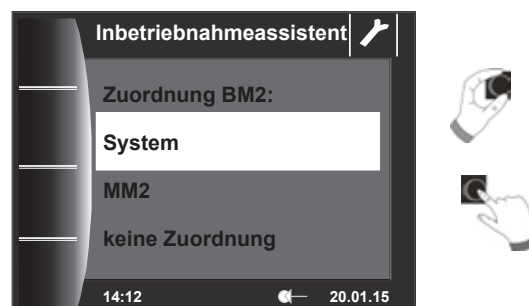 Inbetriebnahmeassistent
Zuordnung BM2:
System
MM2
keine Zuordnung
14:12 20.01.15